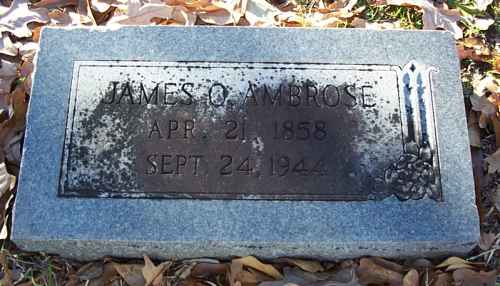 JAMES O. AMBROSE
APR. 21, 1858
SEPT. 24, 1944